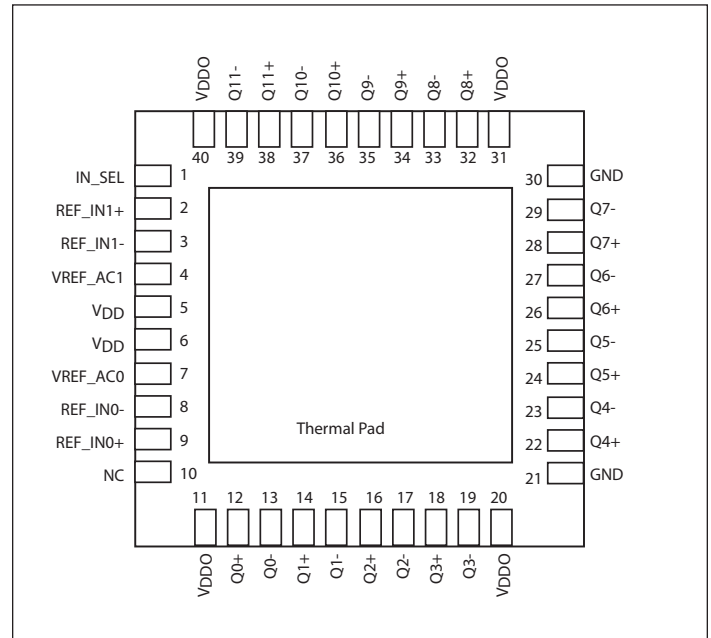 VDDO Q11- Q11+ Q10- Q10+ Q9- Q9+ Q8- Q8+ VDDO
40 39 38 37 36 35 34 33 32 31
IN_SEL 1 30 GND
REF_IN1+ 2 29 Q7-
REF_IN1- 3 28 Q7+
VREF_AC1 4 27 Q6-
VDD 5 26 Q6+
VDD 6 25 Q5-
VREF_AC0 7 24 Q5+
REF_IN0- 8 23 Q4-
Thermal Pad
REF_IN0+ 9 22 Q4+
NC 10 21 GND
11 12 13 14 15 16 17 18 19 20
VDDO Q0+ Q0- Q1+ Q1- Q2+ Q2- Q3+ Q3- VDDO